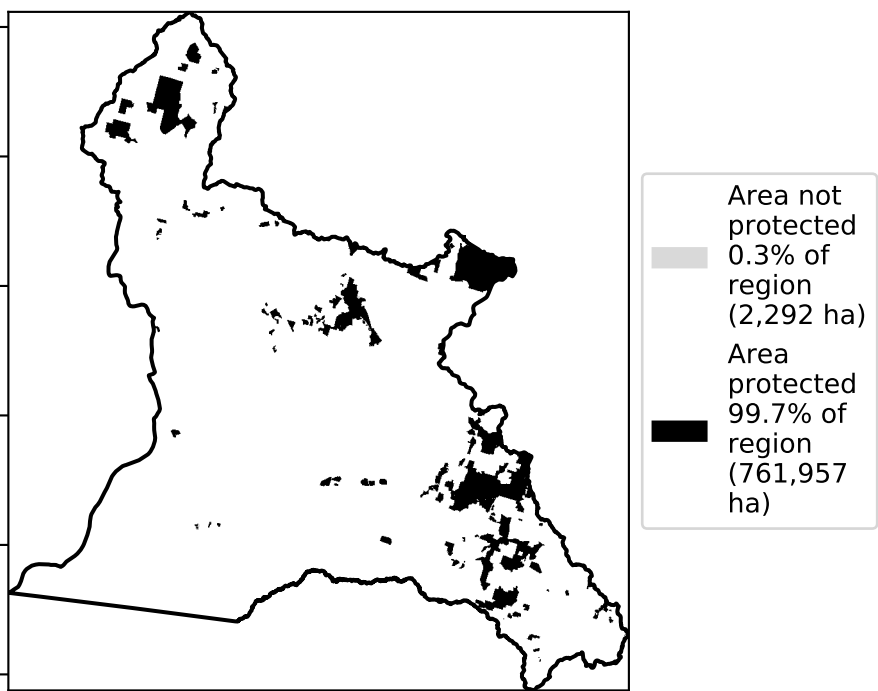 Area not
protected
0.3% of
region
(2,292 ha)
Area
protected
99.7% of
region
(761,957
ha)